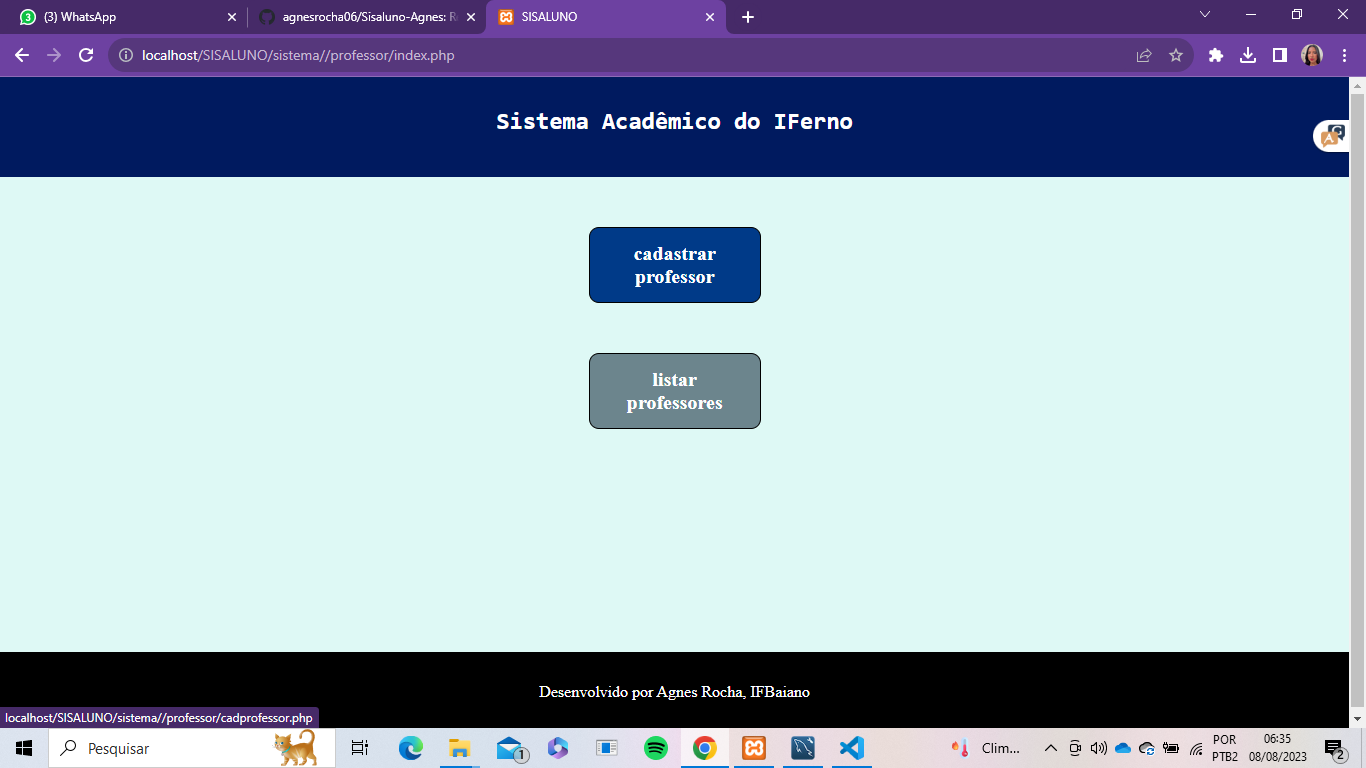 (3) WhatsApp
agnesrocha06/Sisaluno-Agnes: R
SISALUNO
localhost/SISALUNO/sistema//professor/index.php
Sistema Acadêmico do IFerno
cadastrar
professor
listar
professores
Desenvolvido por Agnes Rocha, IFBaiano
localhost/SISALUNO/sistema//professor/cadprofessor.php
Pesquisar
1
Clim...
POR
PTB2
06:35
08/08/2023
2